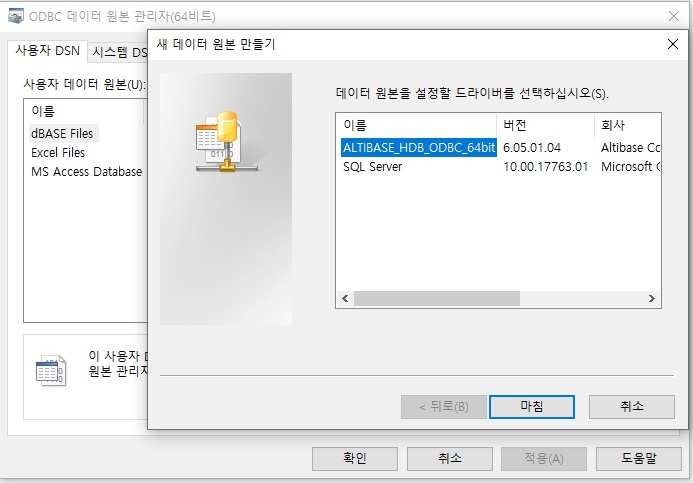 ODBC 데이터 원본 관리자(64비트)
사용자 DSN
시스템 DS
사용자 데이터 원본(U):
이름
dBASE Files
Excel Files
MS Access Database
이 사용자
원본 관리자
새 데이터 원본 만들기
데이터 원본을 설정할 드라이버를 선택하십시오(S).
이름 버전 회사
ALTIBASE_HDB_ODBC_64bit 6.05.01.04 Altibase Co
SQL Server 10.00.17763.01 Microsoft
< 뒤로(B) 마침 취소
확인 취소 적용(A) 도움말